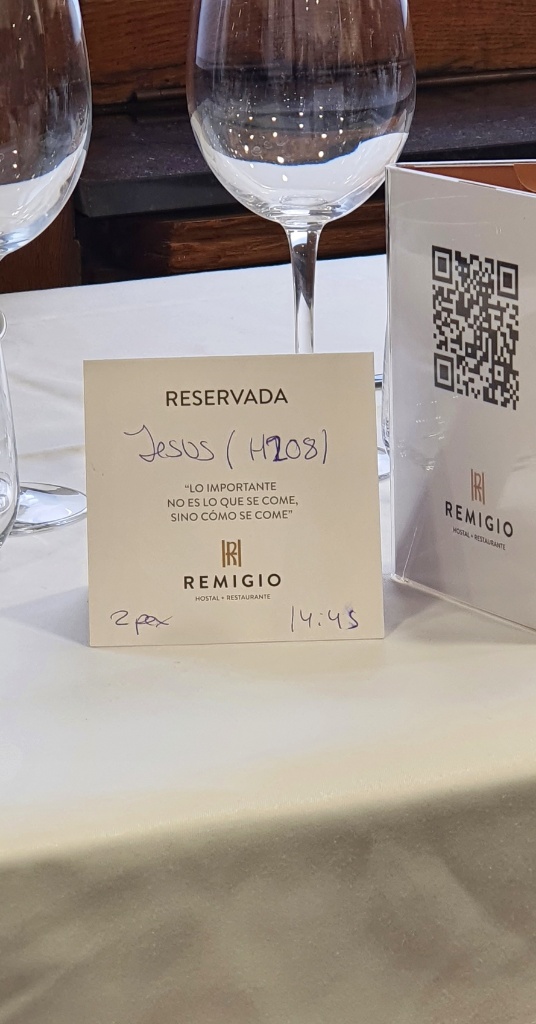 RESERVADA
Jesus (H208)
“LO IMPORTANTE
NO ES LO QUE SE COME,
SINO CÓMO SE COME”
REMIGIO
HOSTAL + RESTAURANTE
2 pax 14:45
REMIGIO
HOSTAL + RESTAURANTE